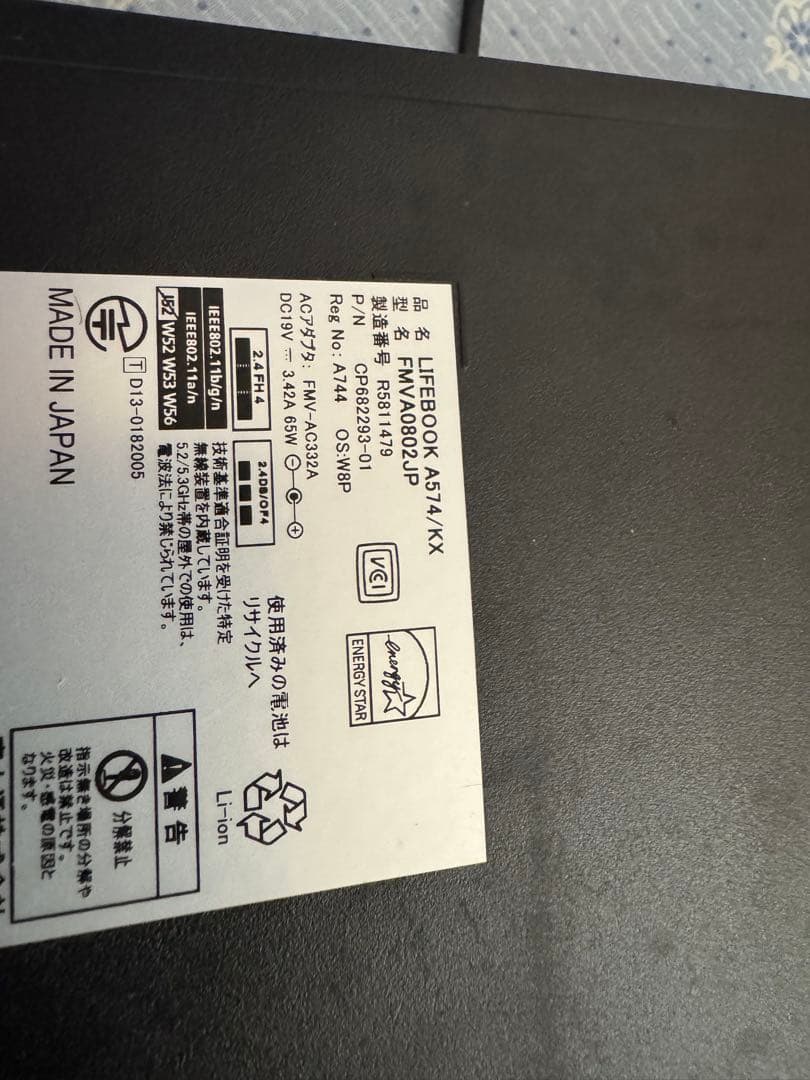 品 名 LIFEBOOK A574/KX
型 名 FMVA0802JP
製造番号 R5811479
P/N CP682293-01
Reg No: A744 OS:W8P
ACアダプタ: FMV-AC332A
DC19V ⎓ 3.42A 65W
VCCI
energy
ENERGY STAR
2.4FH4
2.4DS/OF4
IEEE802.11b/g/n
IEEE802.11a/n
J52 W52 W53 W56
技術基準適合証明を受けた特定
無線装置を内蔵しています。
5.2/5.3GHz帯の屋外での使用は、
電波法により禁じられています。
T D13-0182005
MADE IN JAPAN
使用済みの電池は
リサイクルへ
Li-ion
警告
分解禁止
指示無き場所の分解や
改造は禁止です。
火災・感電の原因と
なります。